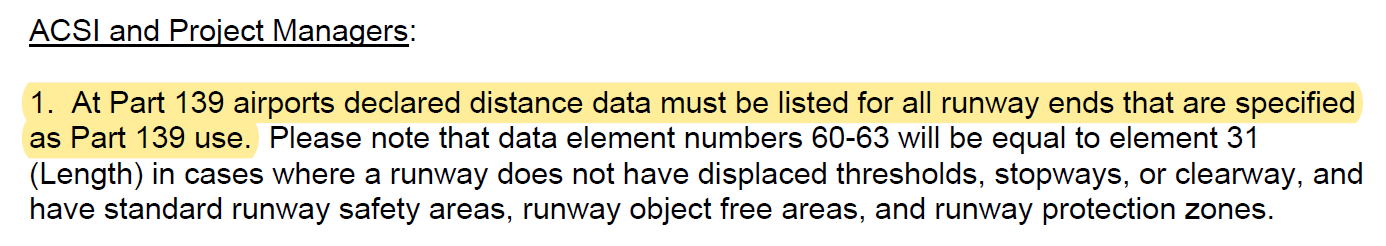 ACSI and Project Managers:
1. At Part 139 airports declared distance data must be listed for all runway ends that are specified
as Part 139 use. Please note that data element numbers 60-63 will be equal to element 31
(Length) in cases where a runway does not have displaced thresholds, stopways, or clearway, and
have standard runway safety areas, runway object free areas, and runway protection zones.